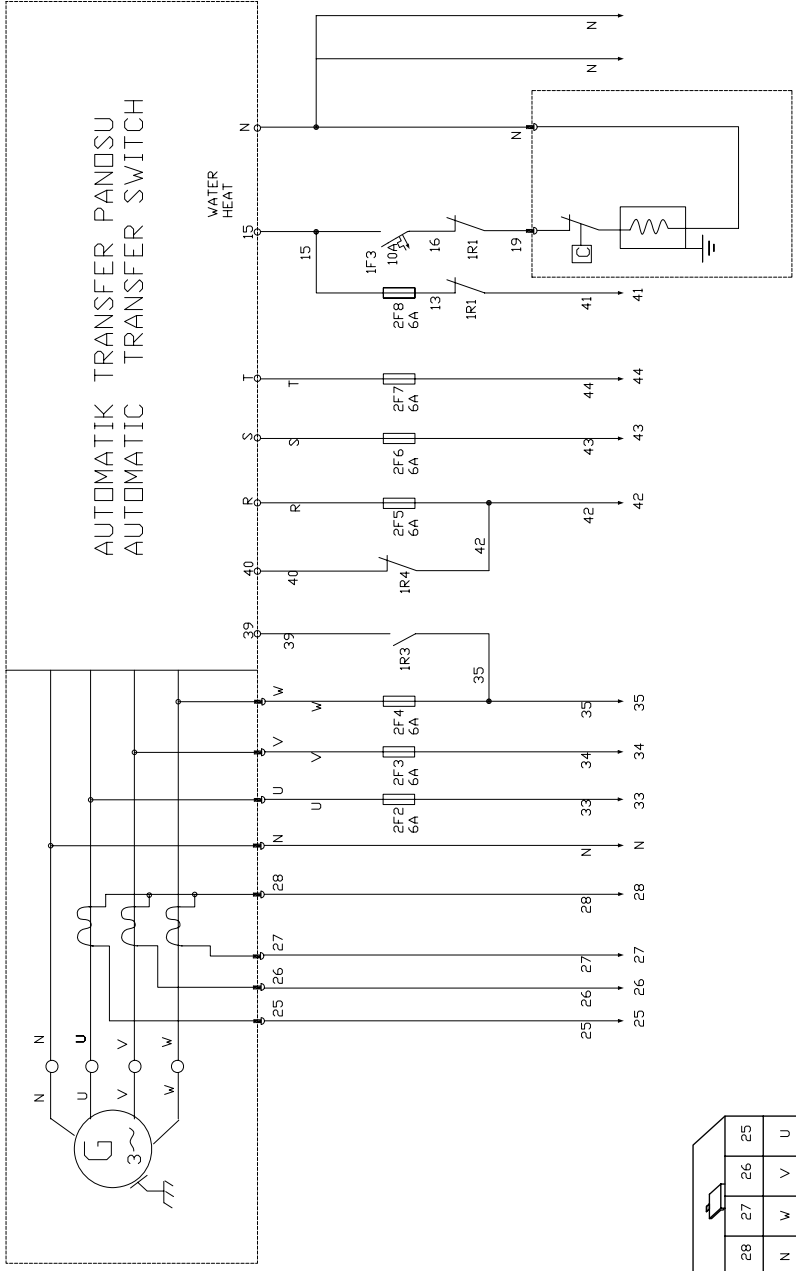 N N
G
U U
AUTOMATIK TRANSFER PANOSU
V V
3~
AUTOMATIC TRANSFER SWITCH
W W
WATER
HEAT
39 40 R S T 15 N
25 26 27 28 N U V W
39 40 R S T 15
U V W
1F3
10A
2F2
6A
2F3
6A
2F4
6A
1R3
1R4
2F5
6A
2F6
6A
2F7
6A
2F8
6A
13 16
1R1 1R1
35 42
19 N
C
25 26 27 28 N 33 34 35 42 43 44 41 N N
25 26 27 28 N 33 34 35 42 43 44 41
28 27 26 25
N W V U